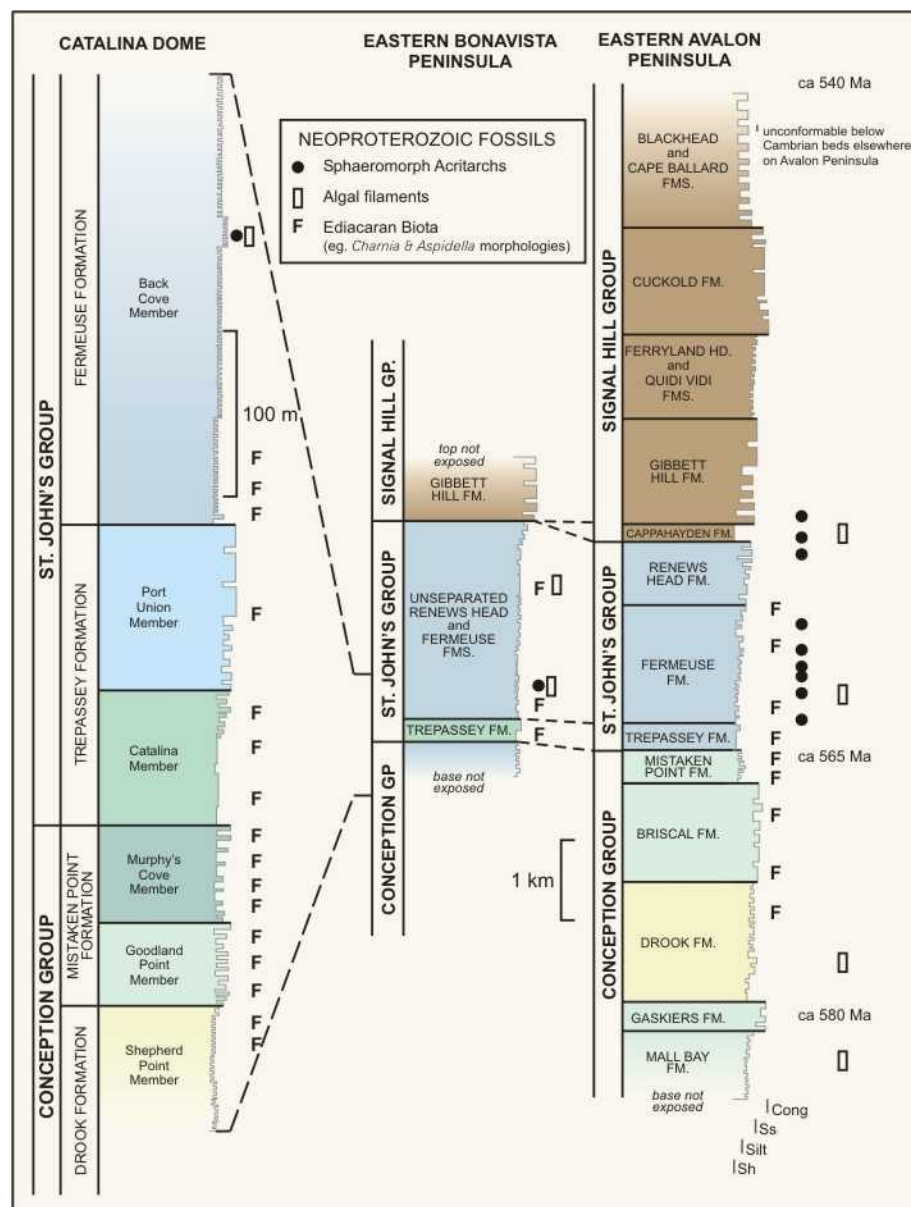 CATALINA DOME
EASTERN BONAVISTA
PENINSULA
EASTERN AVALON
PENINSULA
NEOPROTEROZOIC FOSSILS
Sphaeromorph Acritarchs
Algal filaments
F Ediacaran Biota
(eg. Charnia & Aspidella morphologies)
ST. JOHN'S GROUP
CONCEPTION GROUP
FERMEUSE FORMATION
TREPASSEY FORMATION
MISTAKEN POINT
FORMATION
DROOK FORMATION
Back
Cove
Member
100 m
F
F
F
Port
Union
Member
F
Catalina
Member
F
F
F
Murphy's
Cove
Member
F
F
F
F
Goodland
Point
Member
F
F
F
Shepherd
Point
Member
F
F
SIGNAL HILL GP.
ST. JOHN'S GROUP
CONCEPTION GP
top not
exposed
GIBBETT
HILL FM.
UNSEPARATED
RENEWS HEAD
and
FERMEUSE
FMS.
F
F
TREPASSEY FM.
F
base not
exposed
1 km
SIGNAL HILL GROUP
ST. JOHN'S GROUP
CONCEPTION GROUP
ca 540 Ma
unconformable below
Cambrian beds elsewhere
on Avalon Peninsula
BLACKHEAD
and
CAPE BALLARD
FMS.
CUCKOLD FM.
FERRYLAND HD.
and
QUIDI VIDI
FMS.
GIBBETT
HILL FM.
CAPPAHAYDEN FM.
RENEWS
HEAD FM.
F
F
FERMEUSE
FM.
F
TREPASSEY FM.
F
ca 565 Ma
MISTAKEN
POINT FM.
F
F
BRISCAL FM.
F
F
DROOK FM.
F
GASKIERS FM.
ca 580 Ma
MALL BAY
FM.
base not
exposed
Cong
Ss
Silt
Sh